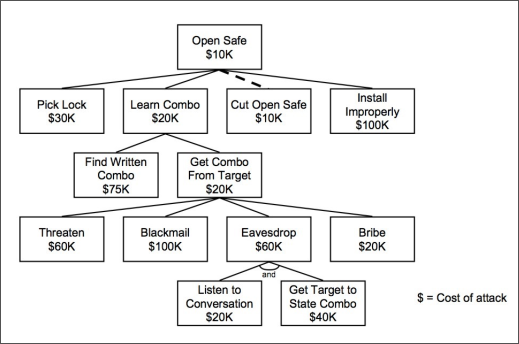 Open Safe
$10K
Pick Lock
$30K
Learn Combo
$20K
Cut Open Safe
$10K
Install
Improperly
$100K
Find Written
Combo
$75K
Get Combo
From Target
$20K
Threaten
$60K
Blackmail
$100K
Eavesdrop
$60K
Bribe
$20K
and
Listen to
Conversation
$20K
Get Target to
State Combo
$40K
$ = Cost of attack